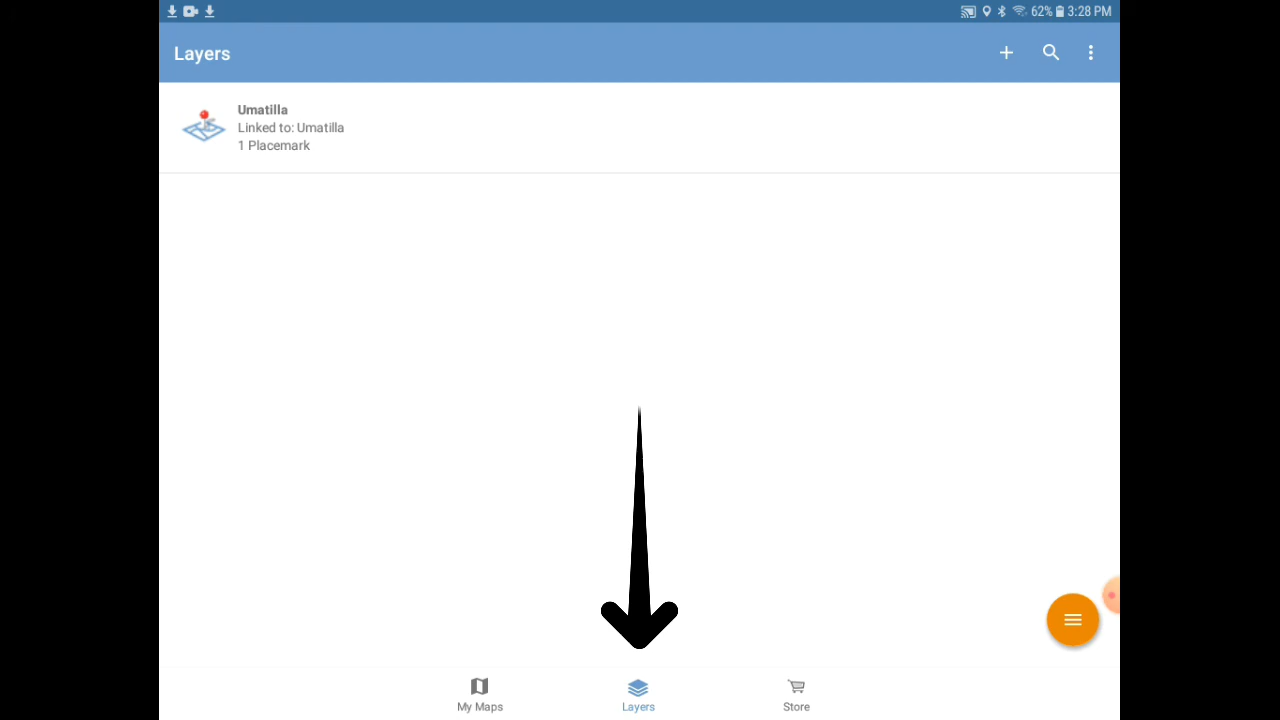 62% 3:28 PM
Layers
Umatilla
Linked to: Umatilla
1 Placemark
My Maps
Layers
Store